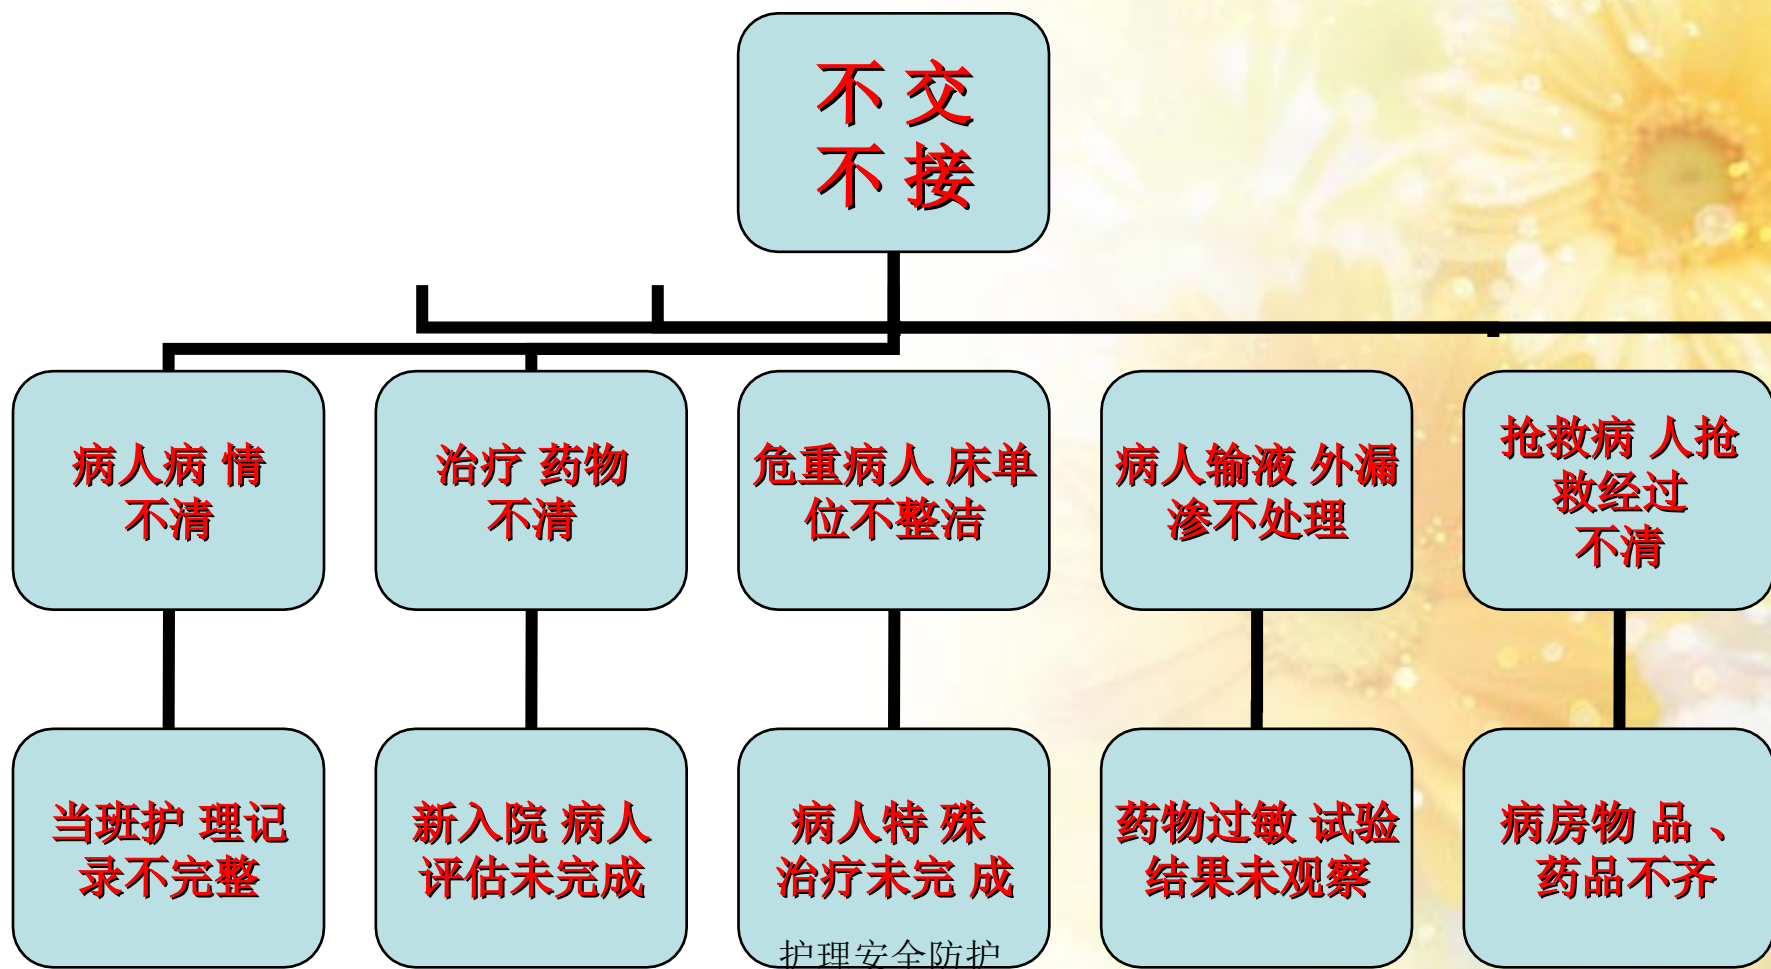 不 交
不 接
病人病 情
不清
治疗 药物
不清
危重病人 床单
位不整洁
病人输液 外漏
渗不处理
抢救病 人抢
救经过
不清
当班护 理记
录不完整
新入院 病人
评估未完成
病人特 殊
治疗未完 成
药物过敏 试验
结果未观察
病房物 品 、
药品不齐
护理安全防护